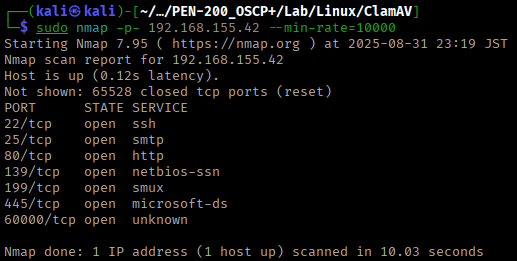 ┌──(kali㉿kali)-[~/…/PEN-200_OSCP+/Lab/Linux/ClamAV]
└─$ sudo nmap -p- 192.168.155.42 --min-rate=10000
Starting Nmap 7.95 ( https://nmap.org ) at 2025-08-31 23:19 JST
Nmap scan report for 192.168.155.42
Host is up (0.12s latency).
Not shown: 65528 closed tcp ports (reset)
PORT      STATE SERVICE
22/tcp    open  ssh
25/tcp    open  smtp
80/tcp    open  http
139/tcp   open  netbios-ssn
199/tcp   open  smux
445/tcp   open  microsoft-ds
60000/tcp open  unknown
Nmap done: 1 IP address (1 host up) scanned in 10.03 seconds